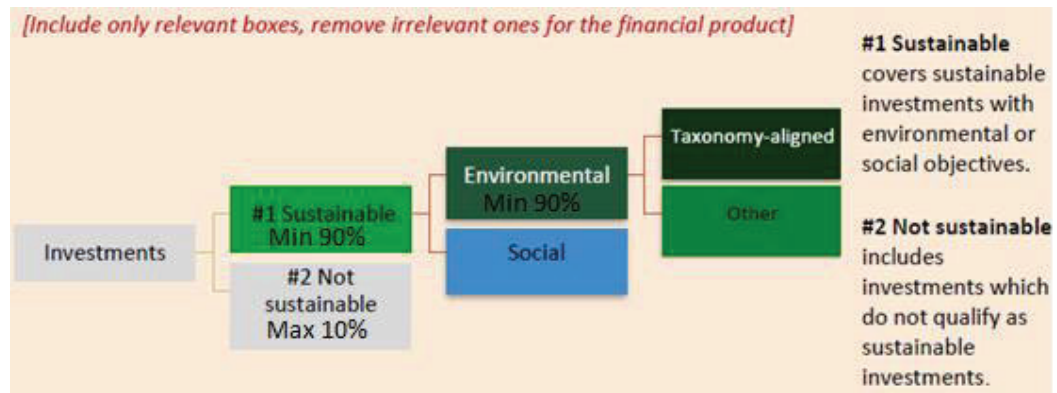 [Include only relevant boxes, remove irrelevant ones for the financial product]
Investments
#1 Sustainable
Min 90%
#2 Not
sustainable
Max 10%
Environmental
Min 90%
Social
Taxonomy-aligned
Other
#1 Sustainable
covers sustainable
investments with
environmental or
social objectives.
#2 Not sustainable
includes
investments which
do not qualify as
sustainable
investments.